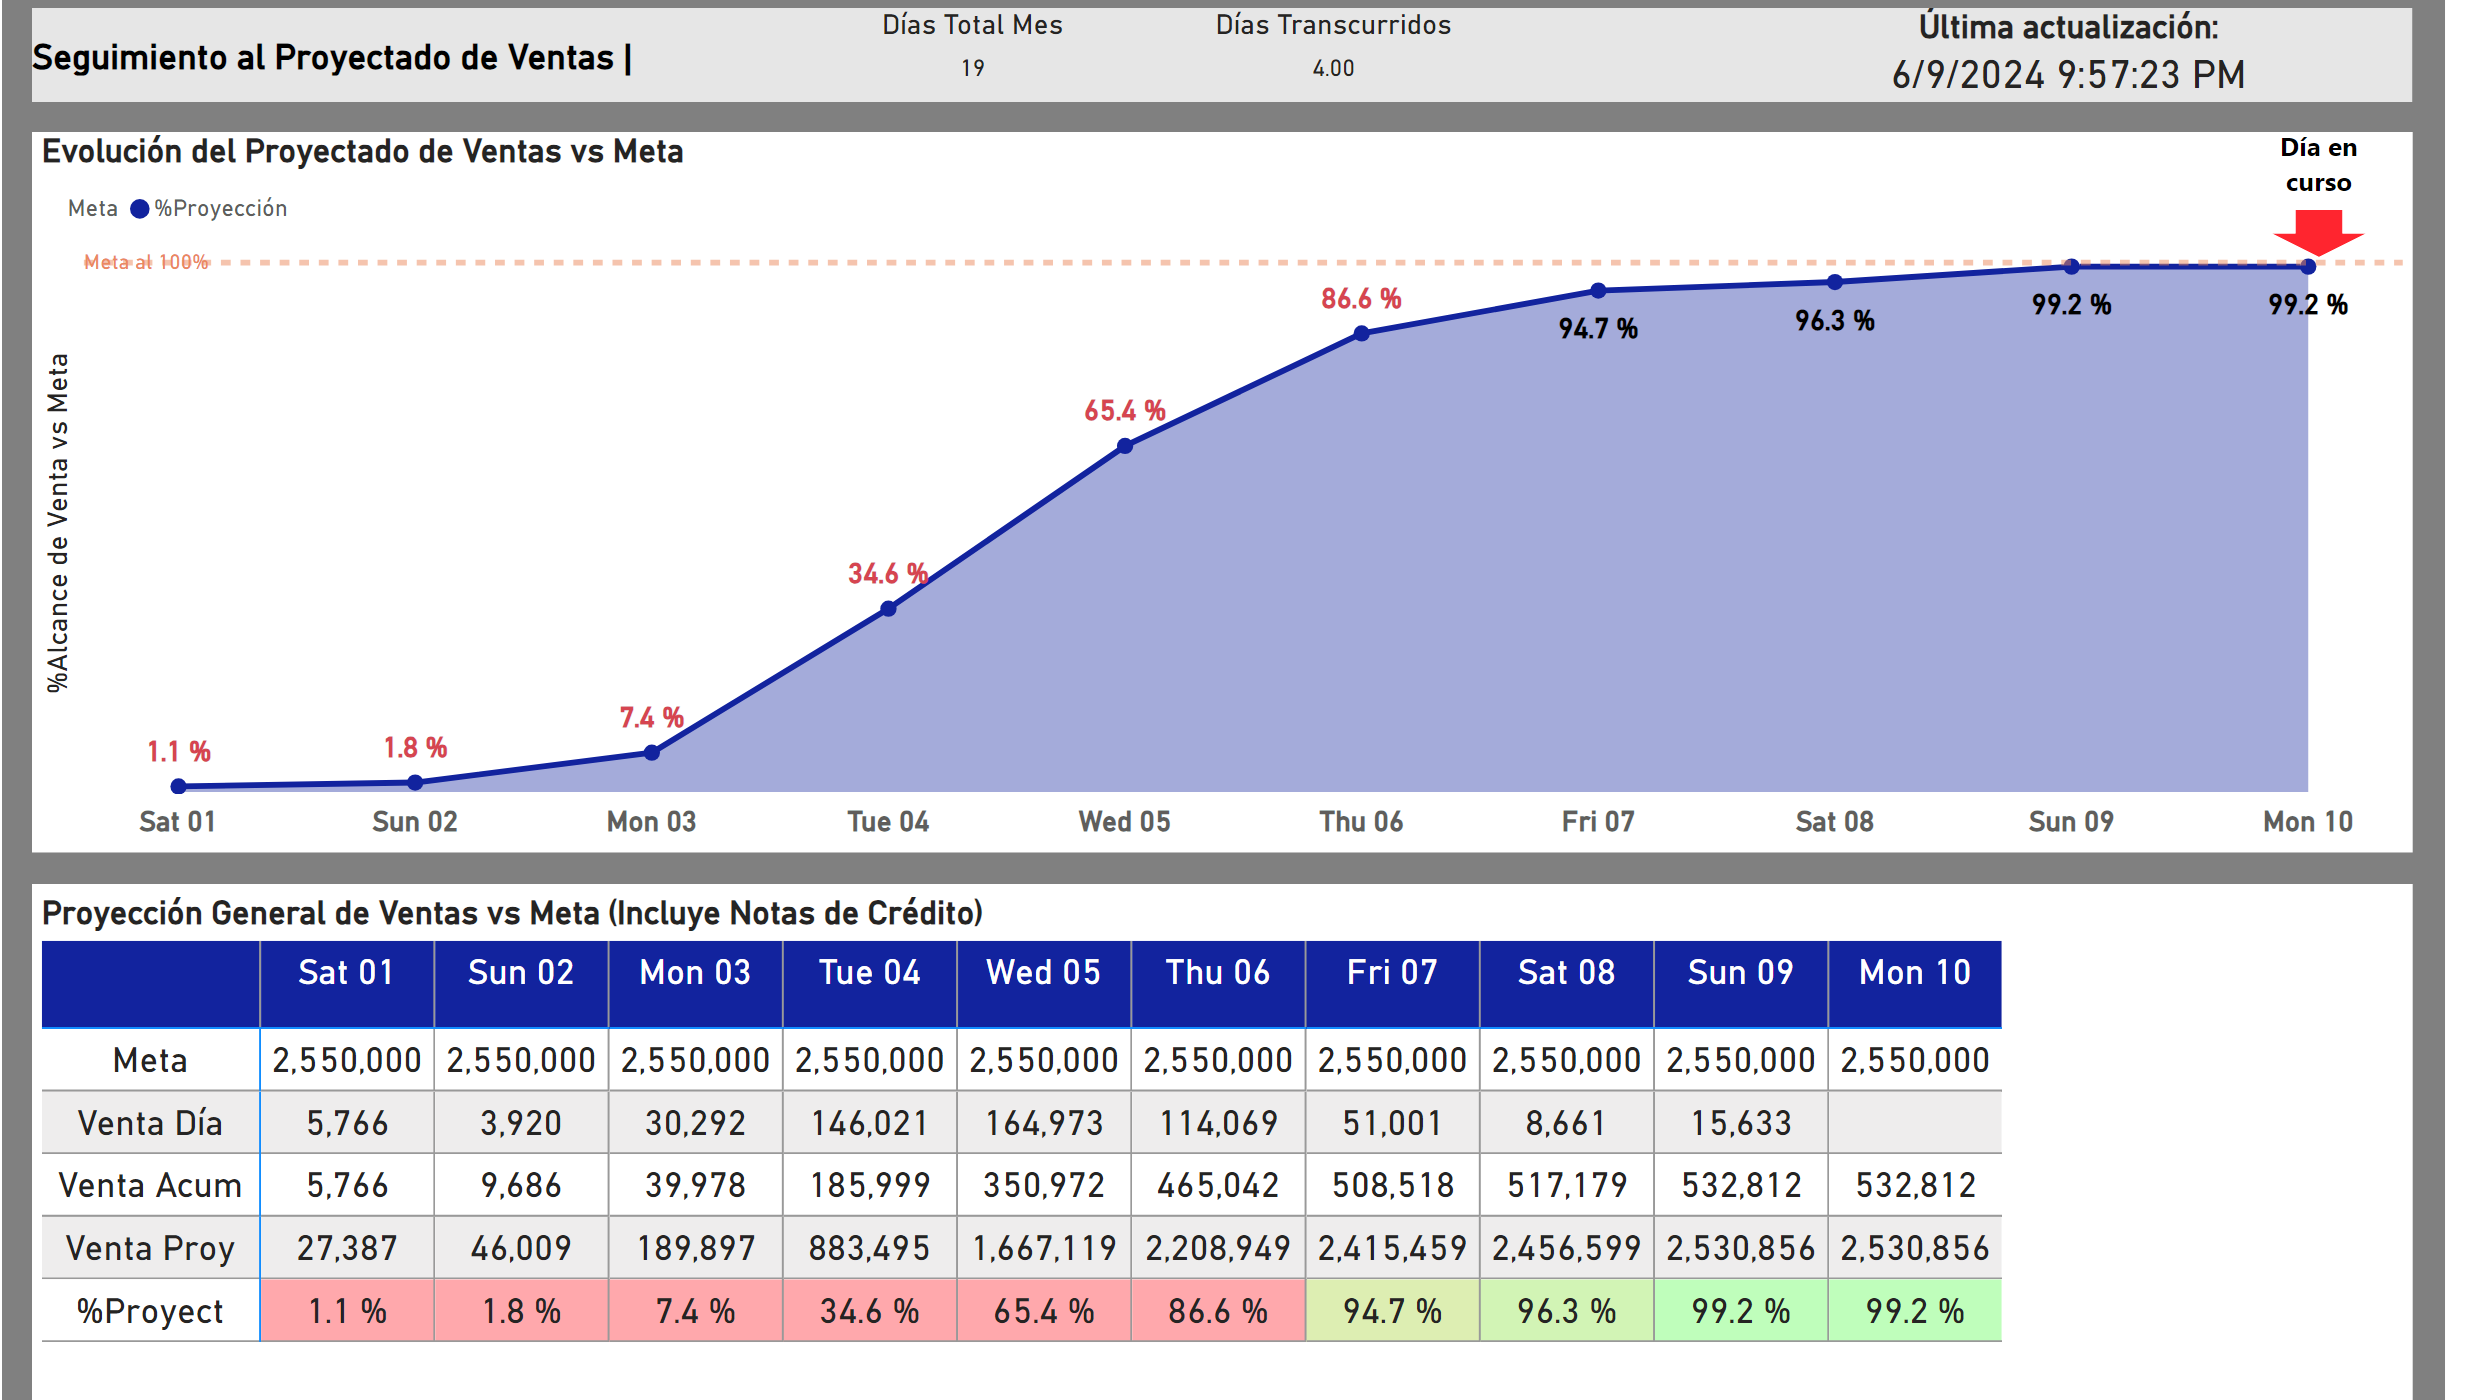 Seguimiento al Proyectado de Ventas |
Días Total Mes
19
Días Transcurridos
4.00
Última actualización:
6/9/2024 9:57:23 PM
Evolución del Proyectado de Ventas vs Meta
Día en
curso
Meta %Proyección
Meta al 100%
%Alcance de Venta vs Meta
1.1 %
1.8 %
7.4 %
34.6 %
65.4 %
86.6 %
94.7 %
96.3 %
99.2 %
99.2 %
Sat 01 Sun 02 Mon 03 Tue 04 Wed 05 Thu 06 Fri 07 Sat 08 Sun 09 Mon 10
Proyección General de Ventas vs Meta (Incluye Notas de Crédito)
Sat 01 Sun 02 Mon 03 Tue 04 Wed 05 Thu 06 Fri 07 Sat 08 Sun 09 Mon 10
Meta 2,550,000 2,550,000 2,550,000 2,550,000 2,550,000 2,550,000 2,550,000 2,550,000 2,550,000 2,550,000
Venta Día 5,766 3,920 30,292 146,021 164,973 114,069 51,001 8,661 15,633
Venta Acum 5,766 9,686 39,978 185,999 350,972 465,042 508,518 517,179 532,812 532,812
Venta Proy 27,387 46,009 189,897 883,495 1,667,119 2,208,949 2,415,459 2,456,599 2,530,856 2,530,856
%Proyect 1.1 % 1.8 % 7.4 % 34.6 % 65.4 % 86.6 % 94.7 % 96.3 % 99.2 % 99.2 %